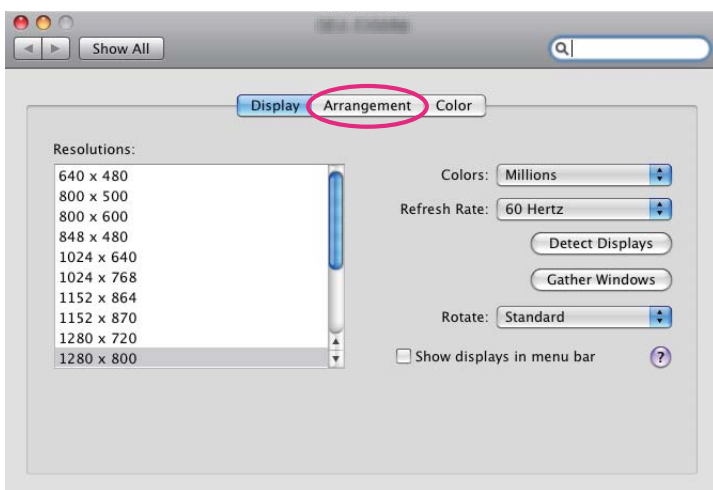 Show All
Display Arrangement Color
Resolutions:
640 x 480
800 x 500
800 x 600
848 x 480
1024 x 640
1024 x 768
1152 x 864
1152 x 870
1280 x 720
1280 x 800
Colors: Millions
Refresh Rate: 60 Hertz
Detect Displays
Gather Windows
Rotate: Standard
Show displays in menu bar ?